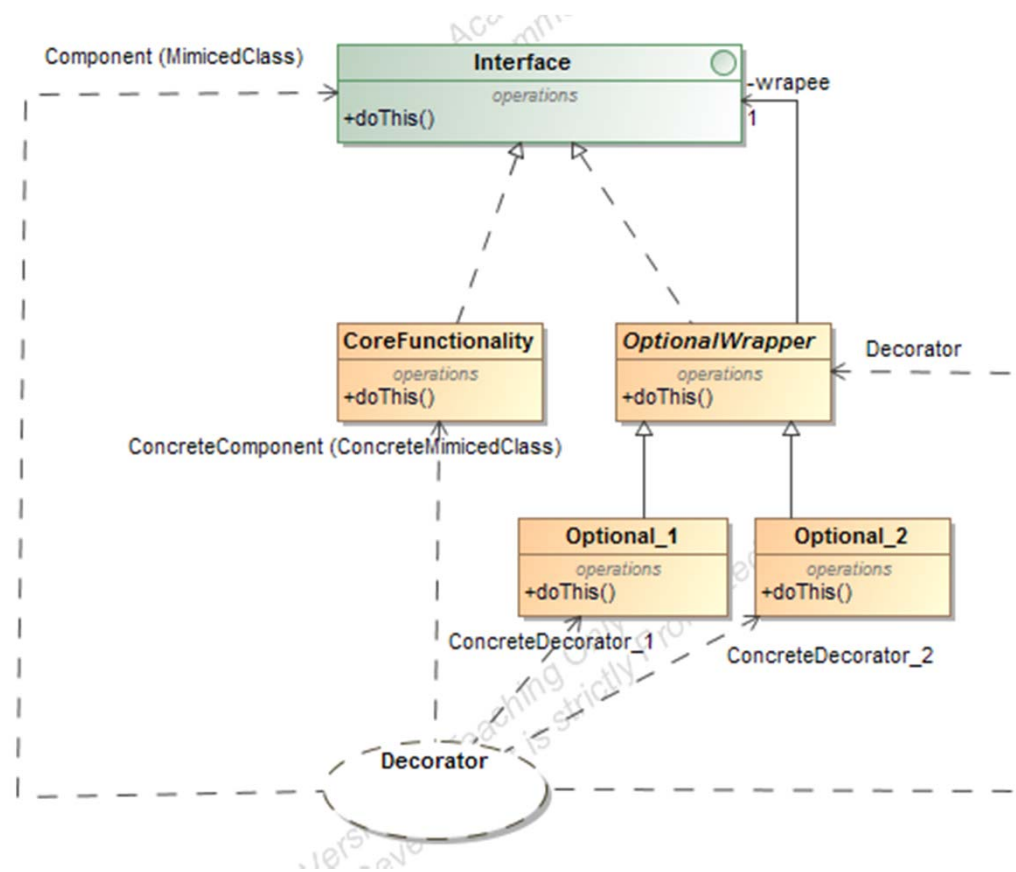 Component (MimicedClass)
Interface
operations
+doThis()
-wrapee
1
CoreFunctionality
operations
+doThis()
OptionalWrapper
operations
+doThis()
Decorator
ConcreteComponent (ConcreteMimicedClass)
Optional_1
operations
+doThis()
Optional_2
operations
+doThis()
ConcreteDecorator_1
ConcreteDecorator_2
Decorator